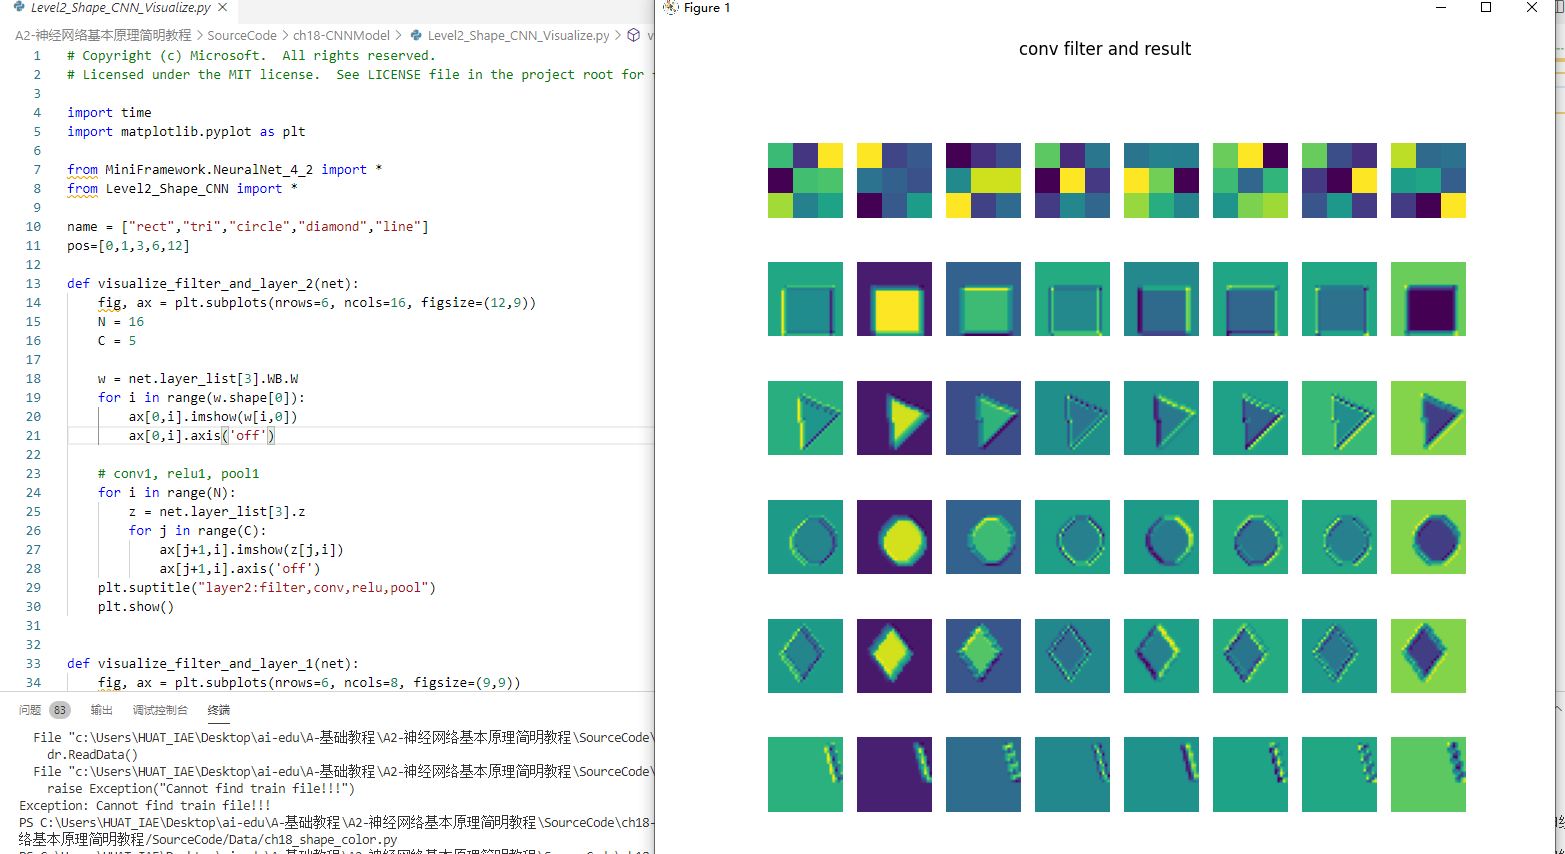 Level2_Shape_CNN_Visualize.py
A2-神经网络基本原理简明教程 > SourceCode > ch18-CNNModel > Level2_Shape_CNN_Visualize.py >
1 # Copyright (c) Microsoft.  All rights reserved.
2 # Licensed under the MIT license.  See LICENSE file in the project root for
3
4 import time
5 import matplotlib.pyplot as plt
6
7 from MiniFramework.NeuralNet_4_2 import *
8 from Level2_Shape_CNN import *
9
10 name = ["rect","tri","circle","diamond","line"]
11 pos=[0,1,3,6,12]
12
13 def visualize_filter_and_layer_2(net):
14     fig, ax = plt.subplots(nrows=6, ncols=16, figsize=(12,9))
15     N = 16
16     C = 5
17
18     w = net.layer_list[3].WB.W
19     for i in range(w.shape[0]):
20         ax[0,i].imshow(w[i,0])
21         ax[0,i].axis('off')
22
23     # conv1, relu1, pool1
24     for i in range(N):
25         z = net.layer_list[3].z
26         for j in range(C):
27             ax[j+1,i].imshow(z[j,i])
28             ax[j+1,i].axis('off')
29     plt.suptitle("layer2:filter,conv,relu,pool")
30     plt.show()
31
32
33 def visualize_filter_and_layer_1(net):
34     fig, ax = plt.subplots(nrows=6, ncols=8, figsize=(9,9))
问题 83 输出 调试控制台 终端
File "c:\Users\HUAT_IAE\Desktop\ai-edu\A-基础教程\A2-神经网络基本原理简明教程\SourceCode\
dr.ReadData()
File "c:\Users\HUAT_IAE\Desktop\ai-edu\A-基础教程\A2-神经网络基本原理简明教程\SourceCode\
raise Exception("Cannot find train file!!!")
Exception: Cannot find train file!!!
PS C:\Users\HUAT_IAE\Desktop\ai-edu\A-基础教程\A2-神经网络基本原理简明教程\SourceCode\ch18-
络基本原理简明教程/SourceCode/Data/ch18_shape_color.py
Figure 1
conv filter and result